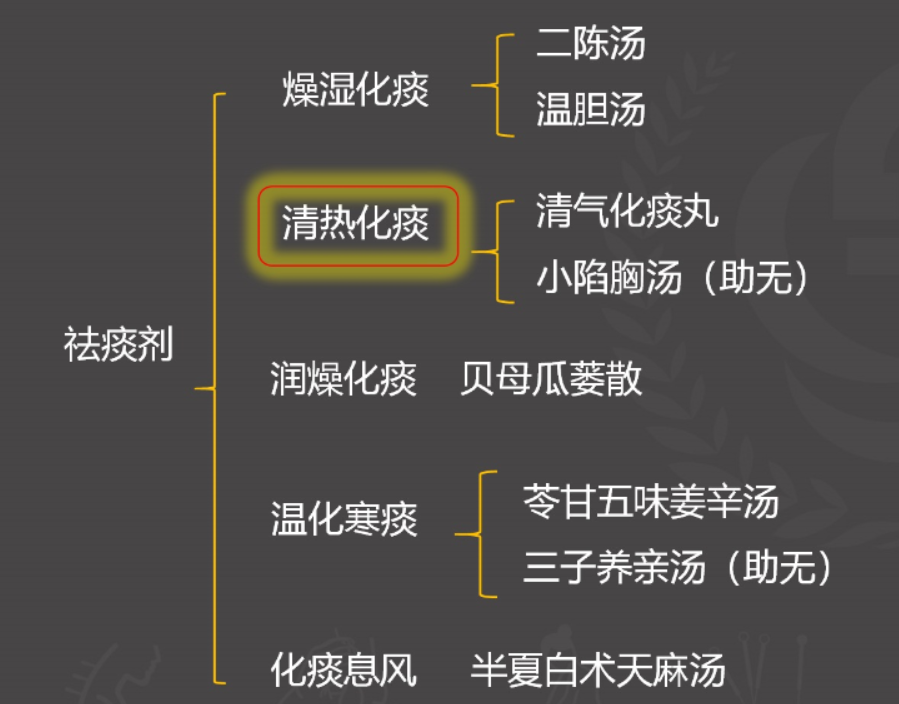 二陈汤
燥湿化痰
温胆汤
清气化痰丸
清热化痰
小陷胸汤（助无）
祛痰剂
润燥化痰 贝母瓜蒌散
苓甘五味姜辛汤
温化寒痰
三子养亲汤（助无）
化痰息风 半夏白术天麻汤